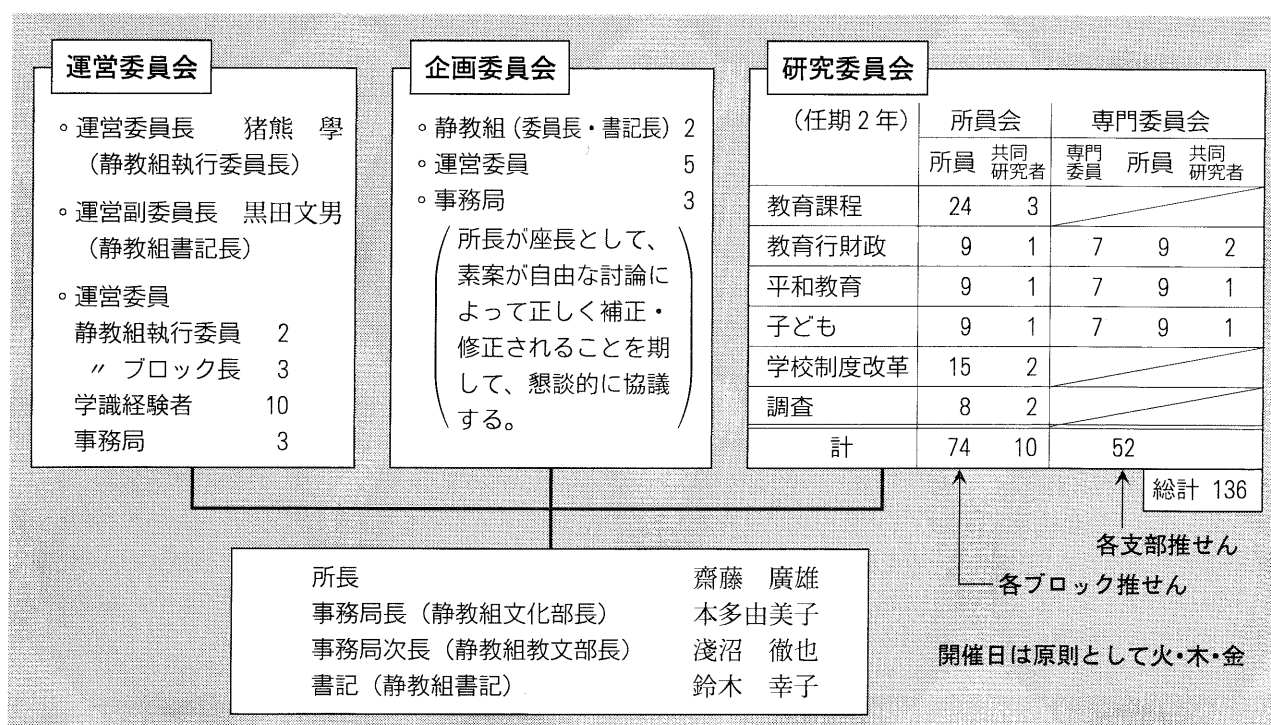 運営委員会
◦運営委員長 猪熊 學
(静教組執行委員長)
◦運営副委員長 黒田文男
(静教組書記長)
◦運営委員
静教組執行委員 2
〃 ブロック長 3
学識経験者 10
事務局 3
企画委員会
◦静教組(委員長・書記長) 2
◦運営委員 5
◦事務局 3
(所長が座長として、
素案が自由な討論に
よって正しく補正・
修正されることを期
して、懇談的に協議
する。)
研究委員会
(任期2年) 所員会 専門委員会
所員 共同研究者 専門委員 所員 共同研究者
教育課程 24 3
教育行財政 9 1 7 9 2
平和教育 9 1 7 9 1
子ども 9 1 7 9 1
学校制度改革 15 2
調査 8 2
計 74 10 52
総計 136
各支部推せん
各ブロック推せん
開催日は原則として火・木・金
所長 齋藤 廣雄
事務局長(静教組文化部長) 本多由美子
事務局次長(静教組教文部長) 淺沼 徹也
書記(静教組書記) 鈴木 幸子